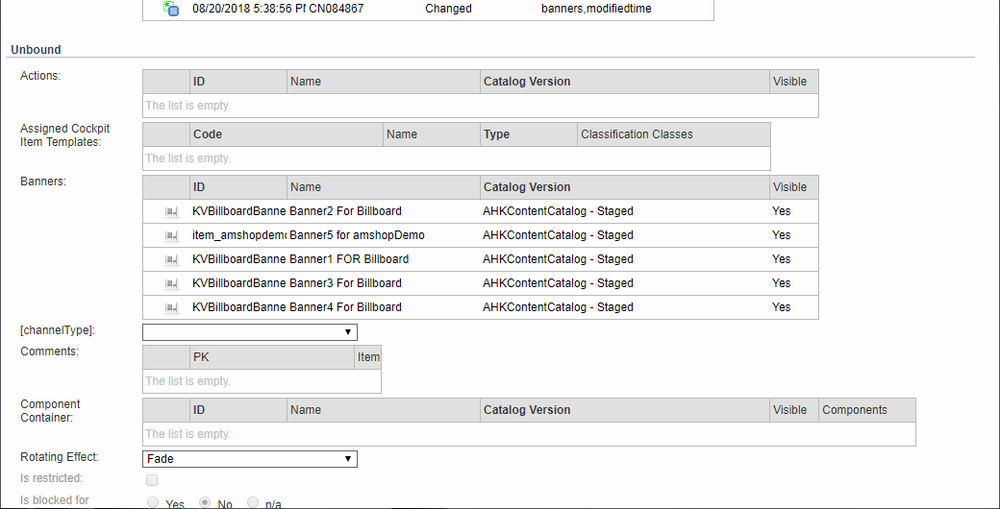 08/20/2018 5:38:56 PM CN084867 Changed banners,modifiedtime
Unbound
Actions:
ID Name Catalog Version Visible
The list is empty.
Assigned Cockpit
Item Templates:
Code Name Type Classification Classes
The list is empty.
Banners:
ID Name Catalog Version Visible
KVBillboardBanne Banner2 For Billboard AHKContentCatalog - Staged Yes
item_amshopdemo Banner5 for amshopDemo AHKContentCatalog - Staged Yes
KVBillboardBanne Banner1 FOR Billboard AHKContentCatalog - Staged Yes
KVBillboardBanne Banner3 For Billboard AHKContentCatalog - Staged Yes
KVBillboardBanne Banner4 For Billboard AHKContentCatalog - Staged Yes
[channelType]:
Comments:
PK Item
The list is empty.
Component
Container:
ID Name Catalog Version Visible Components
The list is empty.
Rotating Effect: Fade
Is restricted:
Is blocked for Yes No n/a